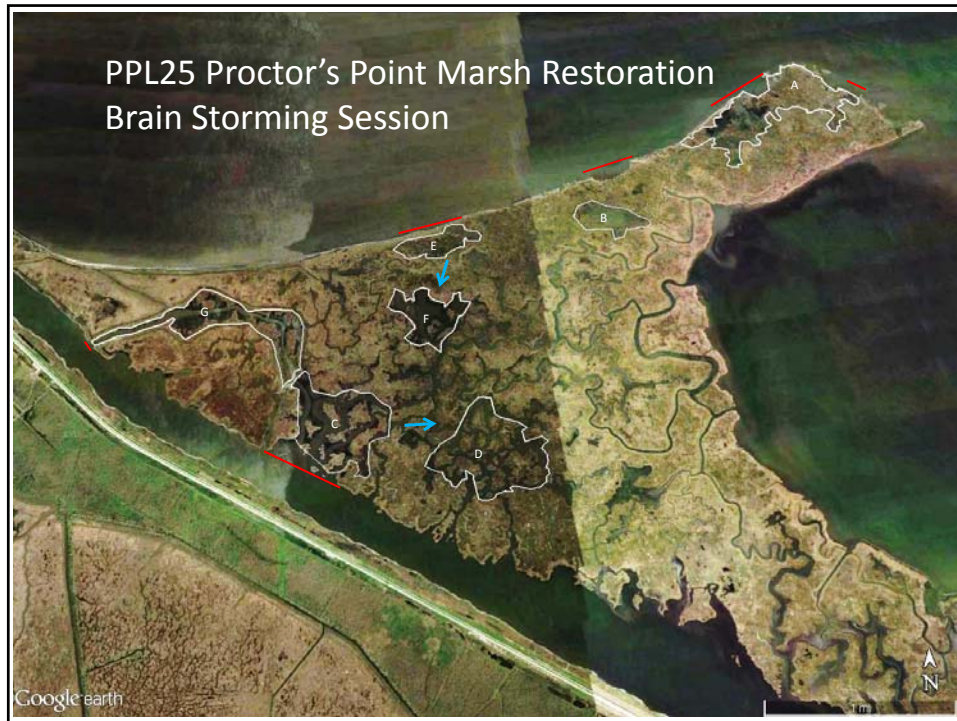 PPL25 Proctor's Point Marsh Restoration
Brain Storming Session
A
B
E
F
G
C
D
N
Google earth